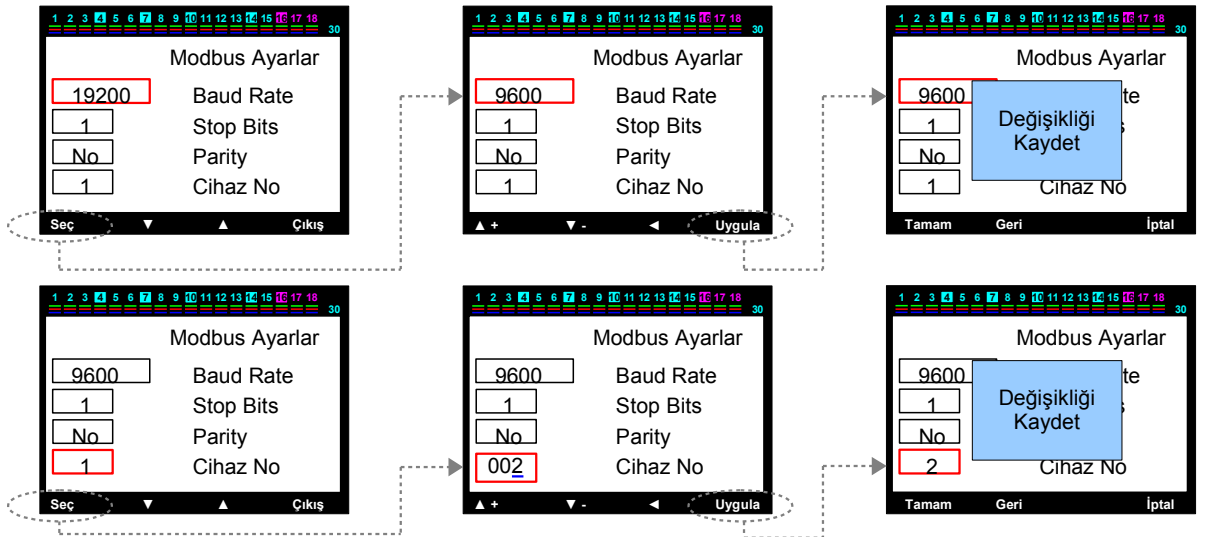 1 2 3 4 5 6 7 8 9 10 11 12 13 14 15 16 17 18
30
Modbus Ayarlar
19200 Baud Rate
1 Stop Bits
No Parity
1 Cihaz No
Seç ▼ ▲ Çıkış
1 2 3 4 5 6 7 8 9 10 11 12 13 14 15 16 17 18
30
Modbus Ayarlar
9600 Baud Rate
1 Stop Bits
No Parity
1 Cihaz No
▲ + ▼ - ◄ Uygula
1 2 3 4 5 6 7 8 9 10 11 12 13 14 15 16 17 18
30
Modbus Ayarlar
9600 te
1 Değişikliği s
No Kaydet
1 Cihaz No
Tamam Geri İptal
1 2 3 4 5 6 7 8 9 10 11 12 13 14 15 16 17 18
30
Modbus Ayarlar
9600 Baud Rate
1 Stop Bits
No Parity
1 Cihaz No
Seç ▼ ▲ Çıkış
1 2 3 4 5 6 7 8 9 10 11 12 13 14 15 16 17 18
30
Modbus Ayarlar
9600 Baud Rate
1 Stop Bits
No Parity
002 Cihaz No
▲ + ▼ - ◄ Uygula
1 2 3 4 5 6 7 8 9 10 11 12 13 14 15 16 17 18
30
Modbus Ayarlar
9600 te
1 Değişikliği s
No Kaydet
2 Cihaz No
Tamam Geri İptal